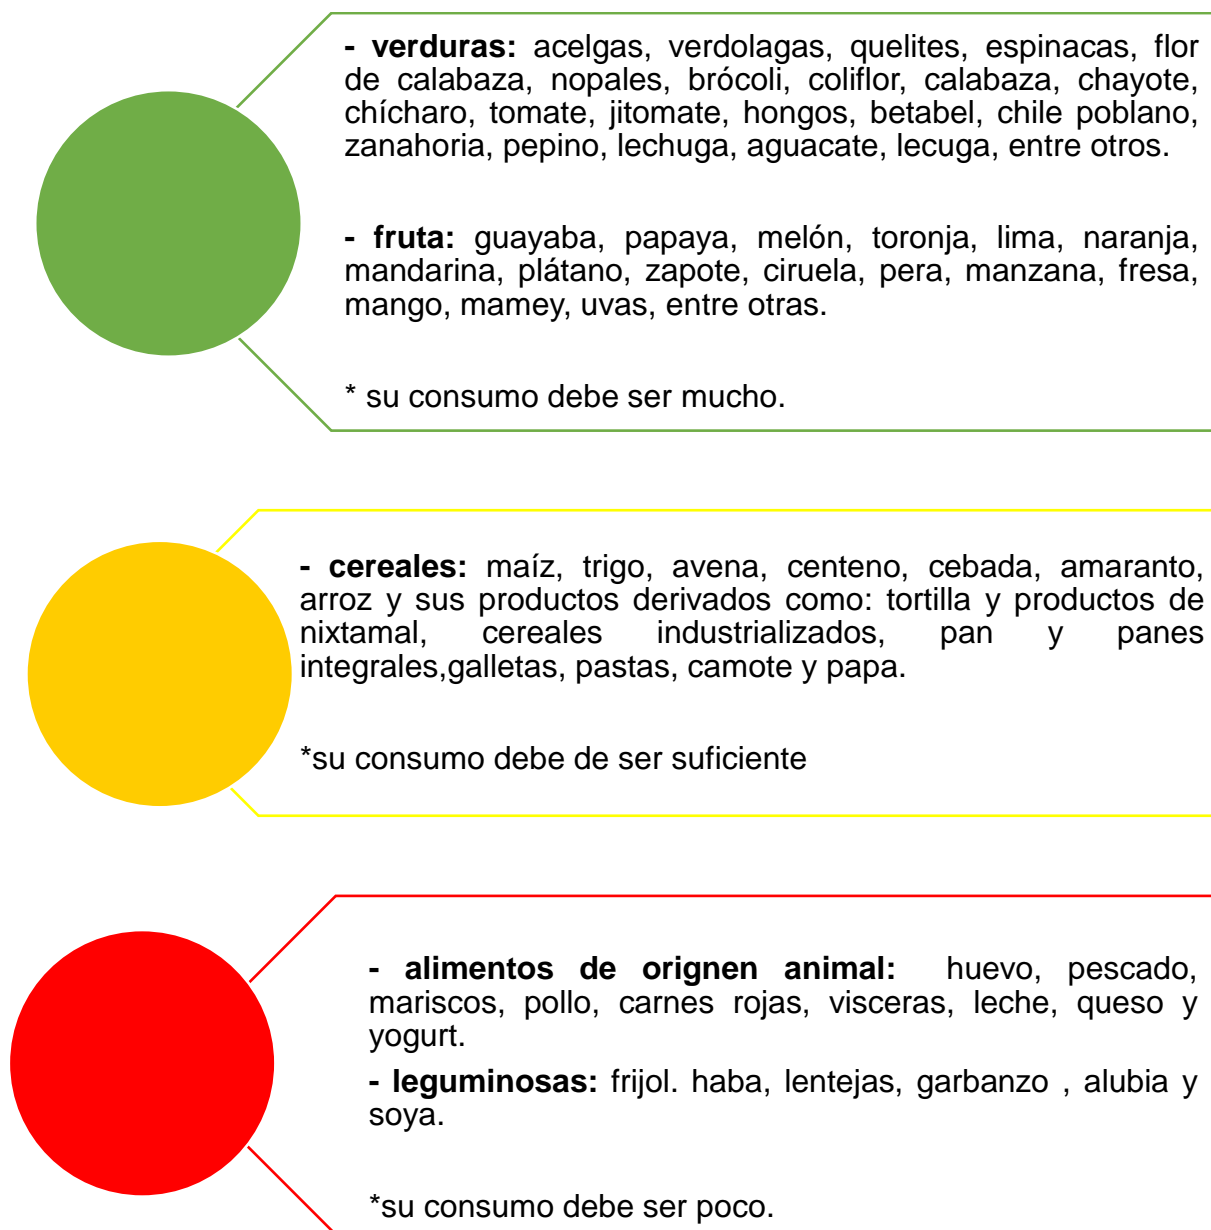 - verduras: acelgas, verdolagas, quelites, espinacas, flor
de calabaza, nopales, brócoli, coliflor, calabaza, chayote,
chícharo, tomate, jitomate, hongos, betabel, chile poblano,
zanahoria, pepino, lechuga, aguacate, lecuga, entre otros.
- fruta: guayaba, papaya, melón, toronja, lima, naranja,
mandarina, plátano, zapote, ciruela, pera, manzana, fresa,
mango, mamey, uvas, entre otras.
* su consumo debe ser mucho.
- cereales: maíz, trigo, avena, centeno, cebada, amaranto,
arroz y sus productos derivados como: tortilla y productos de
nixtamal, cereales industrializados, pan y panes
integrales,galletas, pastas, camote y papa.
*su consumo debe de ser suficiente
- alimentos de orignen animal: huevo, pescado,
mariscos, pollo, carnes rojas, visceras, leche, queso y
yogurt.
- leguminosas: frijol. haba, lentejas, garbanzo , alubia y
soya.
*su consumo debe ser poco.